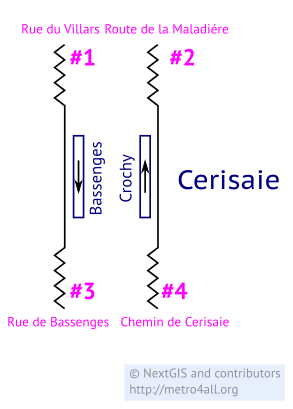 Rue du Villars Route de la Maladiére
#1 #2
Bassenges
Crochy
Cerisaie
#3 #4
Rue de Bassenges Chemin de Cerisaie
© NextGIS and contributors
http://metro4all.org